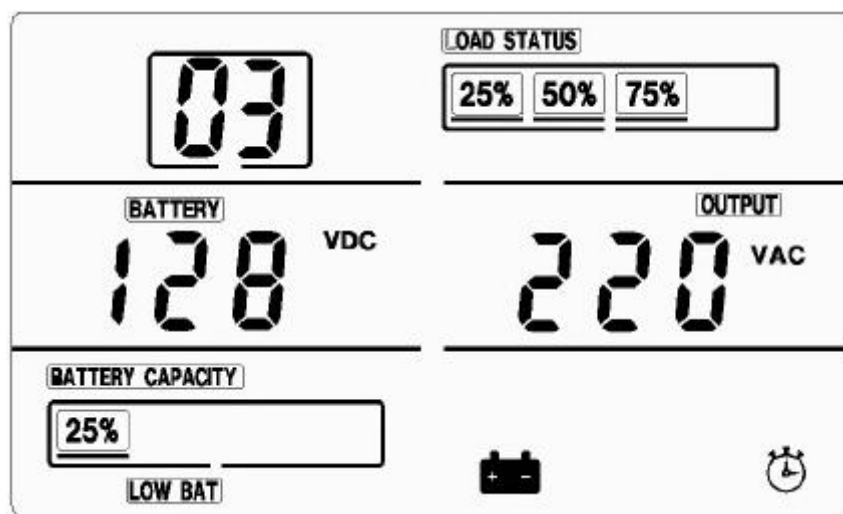 LOAD STATUS
03
25% 50% 75%
BATTERY
OUTPUT
128 VDC
220 VAC
BATTERY CAPACITY
25%
LOW BAT
+ -